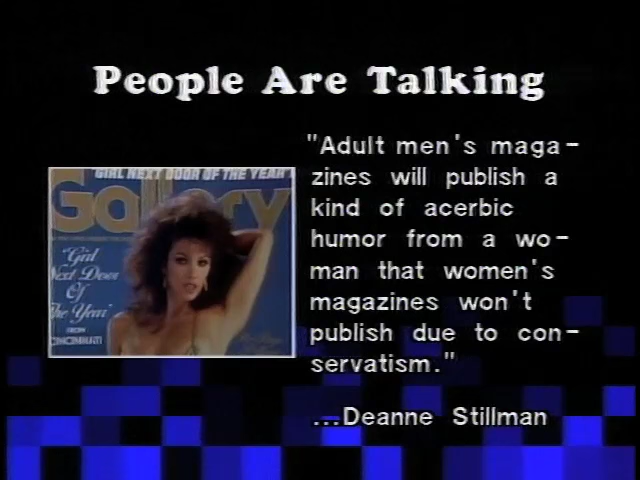 People Are Talking
"Adult men's maga-
zines will publish a
kind of acerbic
humor from a wo-
man that women's
magazines won't
publish due to con-
servatism."
...Deanne Stillman
GIRL NEXT DOOR OF THE YEAR
Gallery
"Girl
Next Door
Of
The Year"
FROM
CINCINNATI